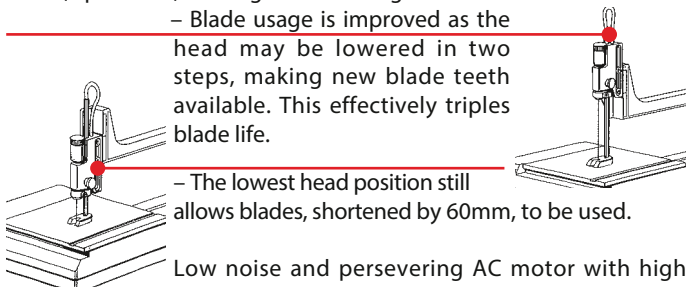 – Blade usage is improved as the
head may be lowered in two
steps, making new blade teeth
available. This effectively triples
blade life.
– The lowest head position still
allows blades, shortened by 60mm, to be used.
Low noise and persevering AC motor with high